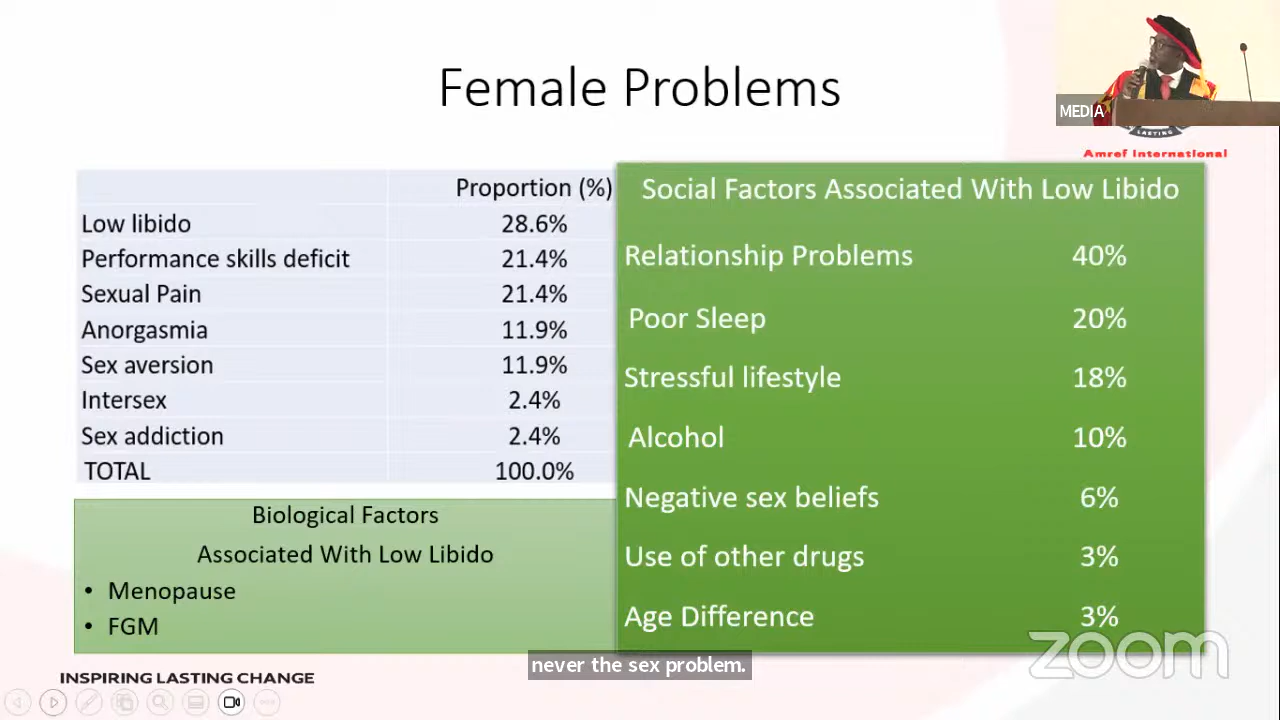 Female Problems
MEDIA
LASTING
Amref International
Proportion (%)
Low libido 28.6%
Performance skills deficit 21.4%
Sexual Pain 21.4%
Anorgasmia 11.9%
Sex aversion 11.9%
Intersex 2.4%
Sex addiction 2.4%
TOTAL 100.0%
Biological Factors
Associated With Low Libido
• Menopause
• FGM
Social Factors Associated With Low Libido
Relationship Problems 40%
Poor Sleep 20%
Stressful lifestyle 18%
Alcohol 10%
Negative sex beliefs 6%
Use of other drugs 3%
Age Difference 3%
zoom
never the sex problem.
INSPIRING LASTING CHANGE